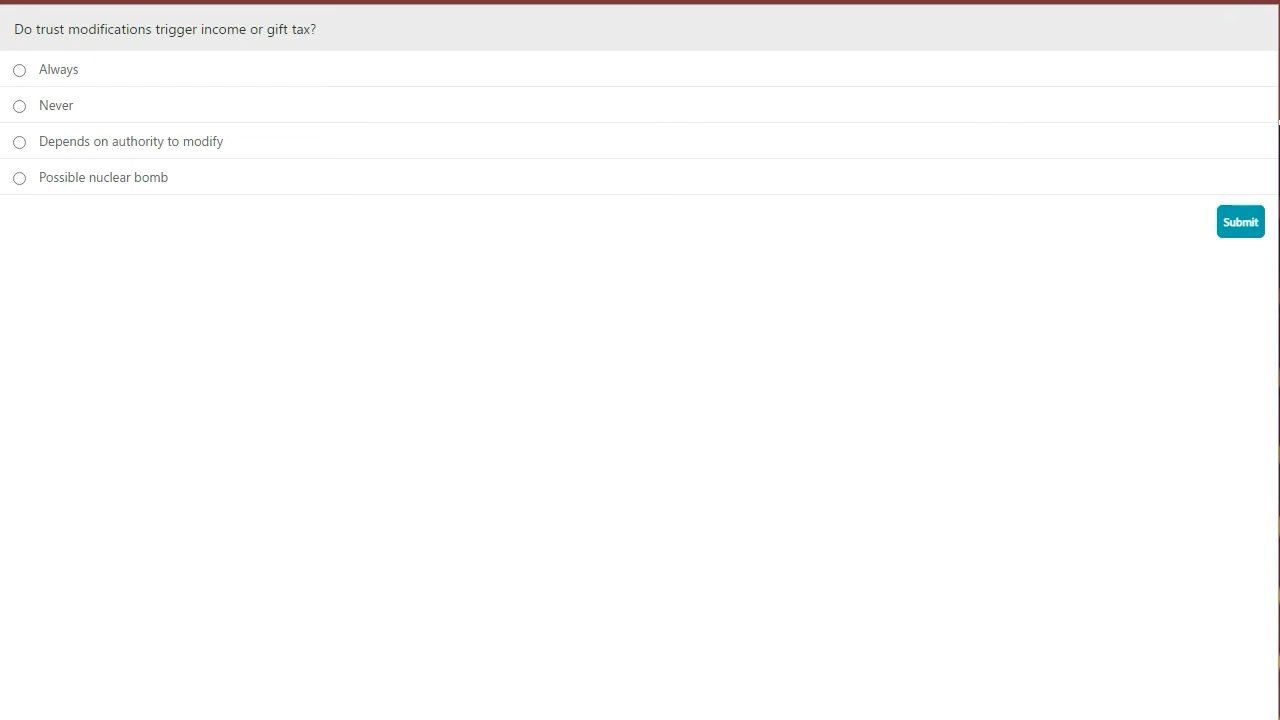 Do trust modifications trigger income or gift tax?
Always
Never
Depends on authority to modify
Possible nuclear bomb
Submit